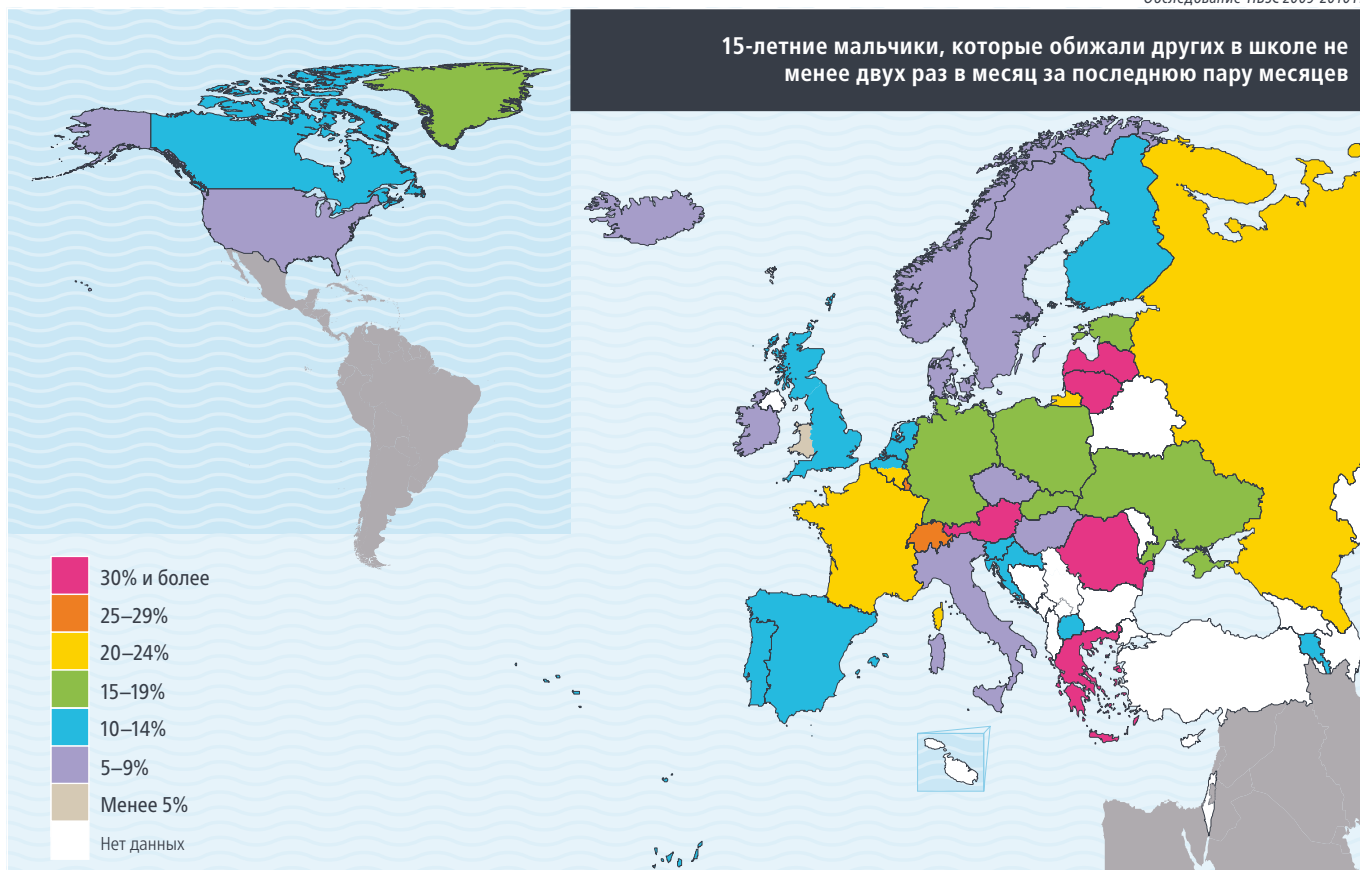 15-летние мальчики, которые обижали других в школе не
менее двух раз в месяц за последнюю пару месяцев
30% и более
25–29%
20–24%
15–19%
10–14%
5–9%
Менее 5%
Нет данных